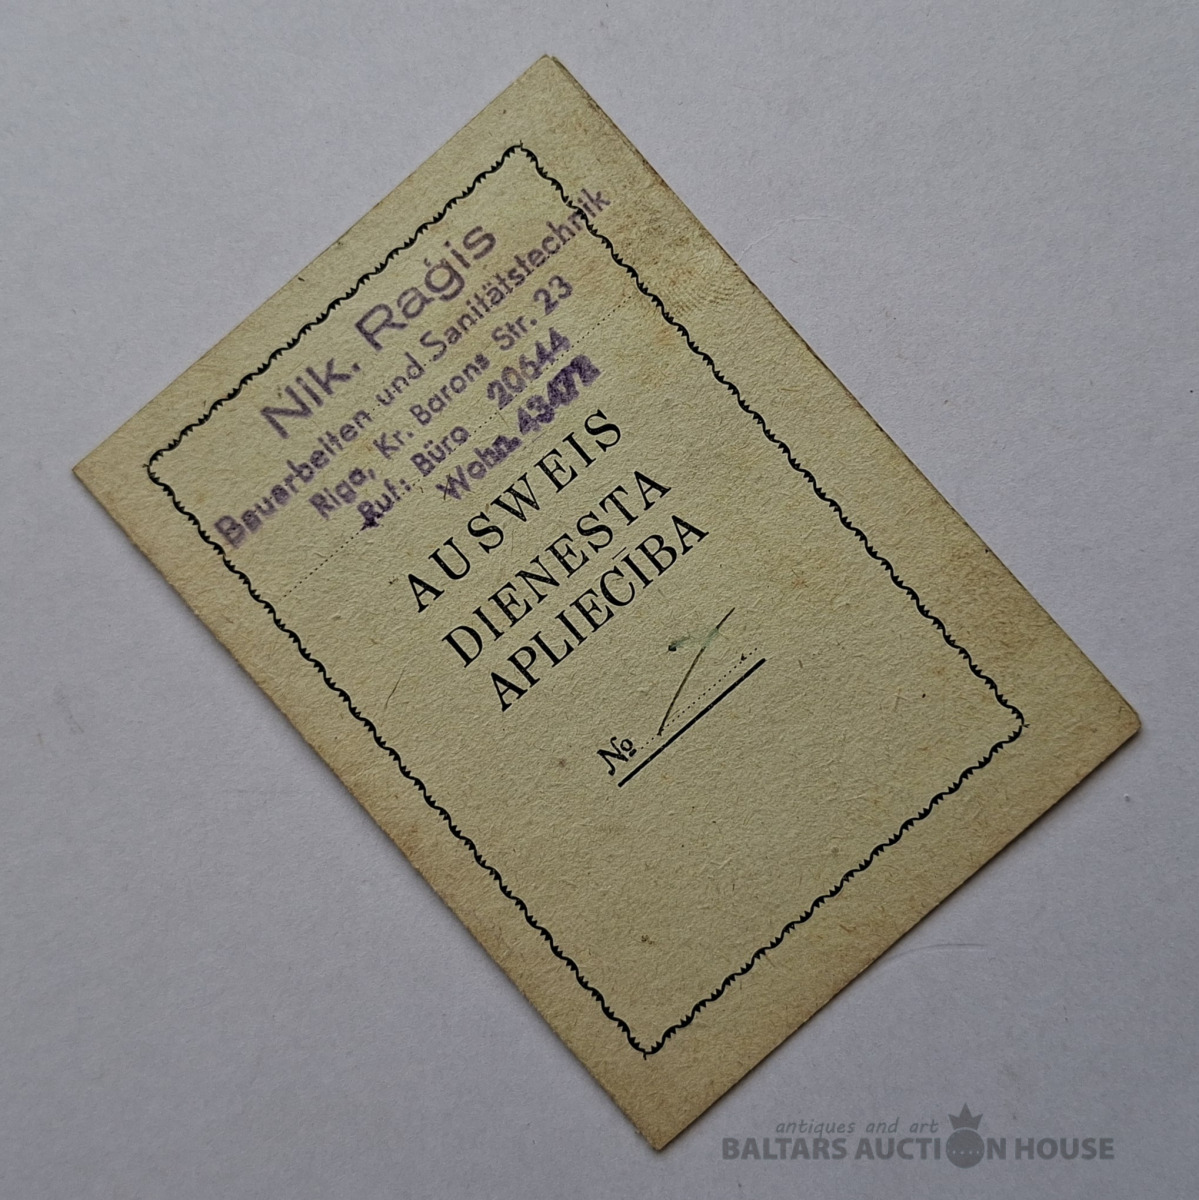 Nik. Raģis
Bauarbeiten und Sanitätstechnik
Riga, Kr. Barons Str. 23
Ruf: Büro 20644
Wohn. 43472
AUSWEIS
DIENESTA
APLIECĪBA
№
antiques and art
BALTARS AUCTION HOUSE